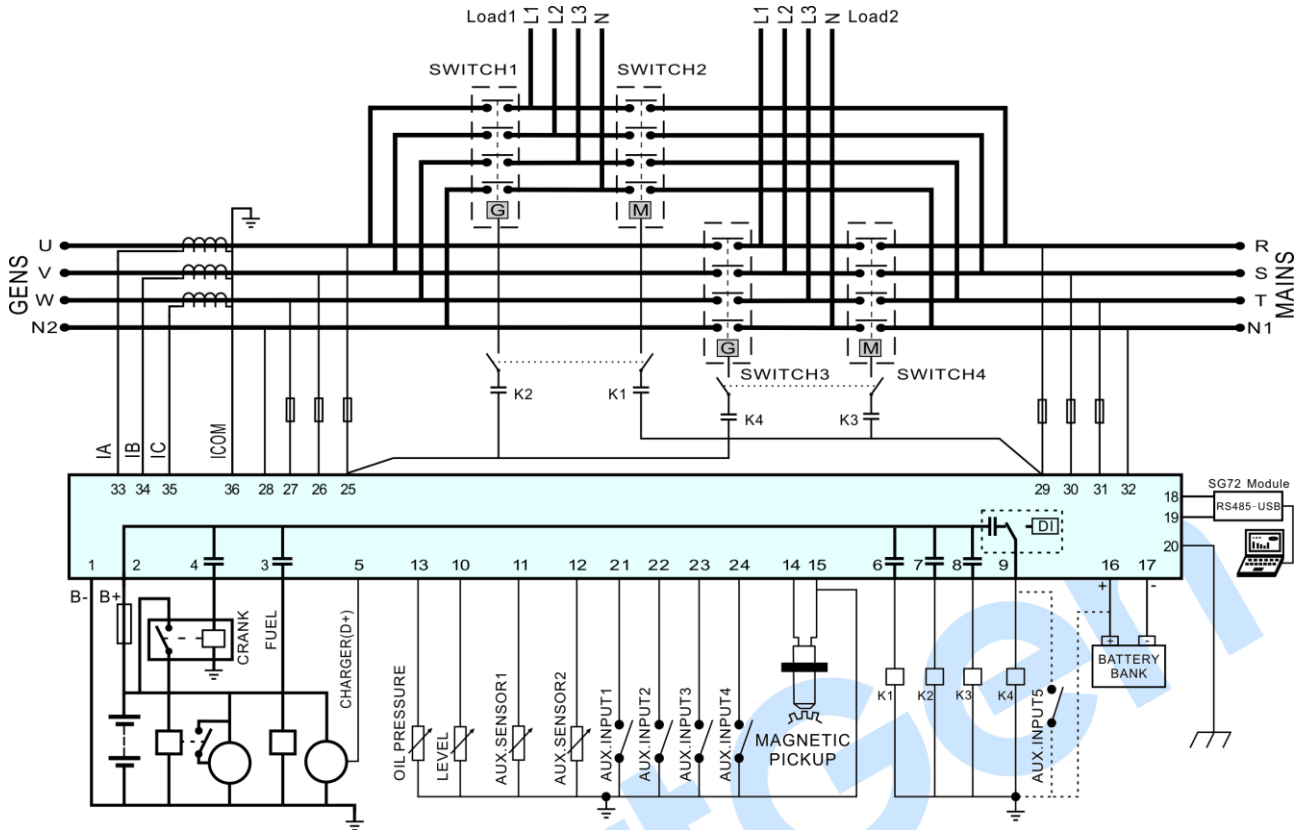 Load1 L1 L2 L3 N
L1 L2 L3 N Load2
SWITCH1
SWITCH2
G
M
GENS
U
V
W
N2
MAINS
R
S
T
N1
G
M
SWITCH3
SWITCH4
K2
K1
K4
K3
IA
IB
IC
ICOM
33 34 35 36 28 27 26 25 29 30 31 32
18
19
20
SG72 Module
RS485-USB
DI
1 2 4 3 5 13 10 11 12 21 22 23 24 14 15 6 7 8 9 16 17
B-
B+
+
-
CRANK
FUEL
CHARGER(D+)
OIL PRESSURE
LEVEL
AUX.SENSOR1
AUX.SENSOR2
AUX.INPUT1
AUX.INPUT2
AUX.INPUT3
AUX.INPUT4
MAGNETIC
PICKUP
K1
K2
K3
K4
AUX.INPUT5
+
-
BATTERY
BANK